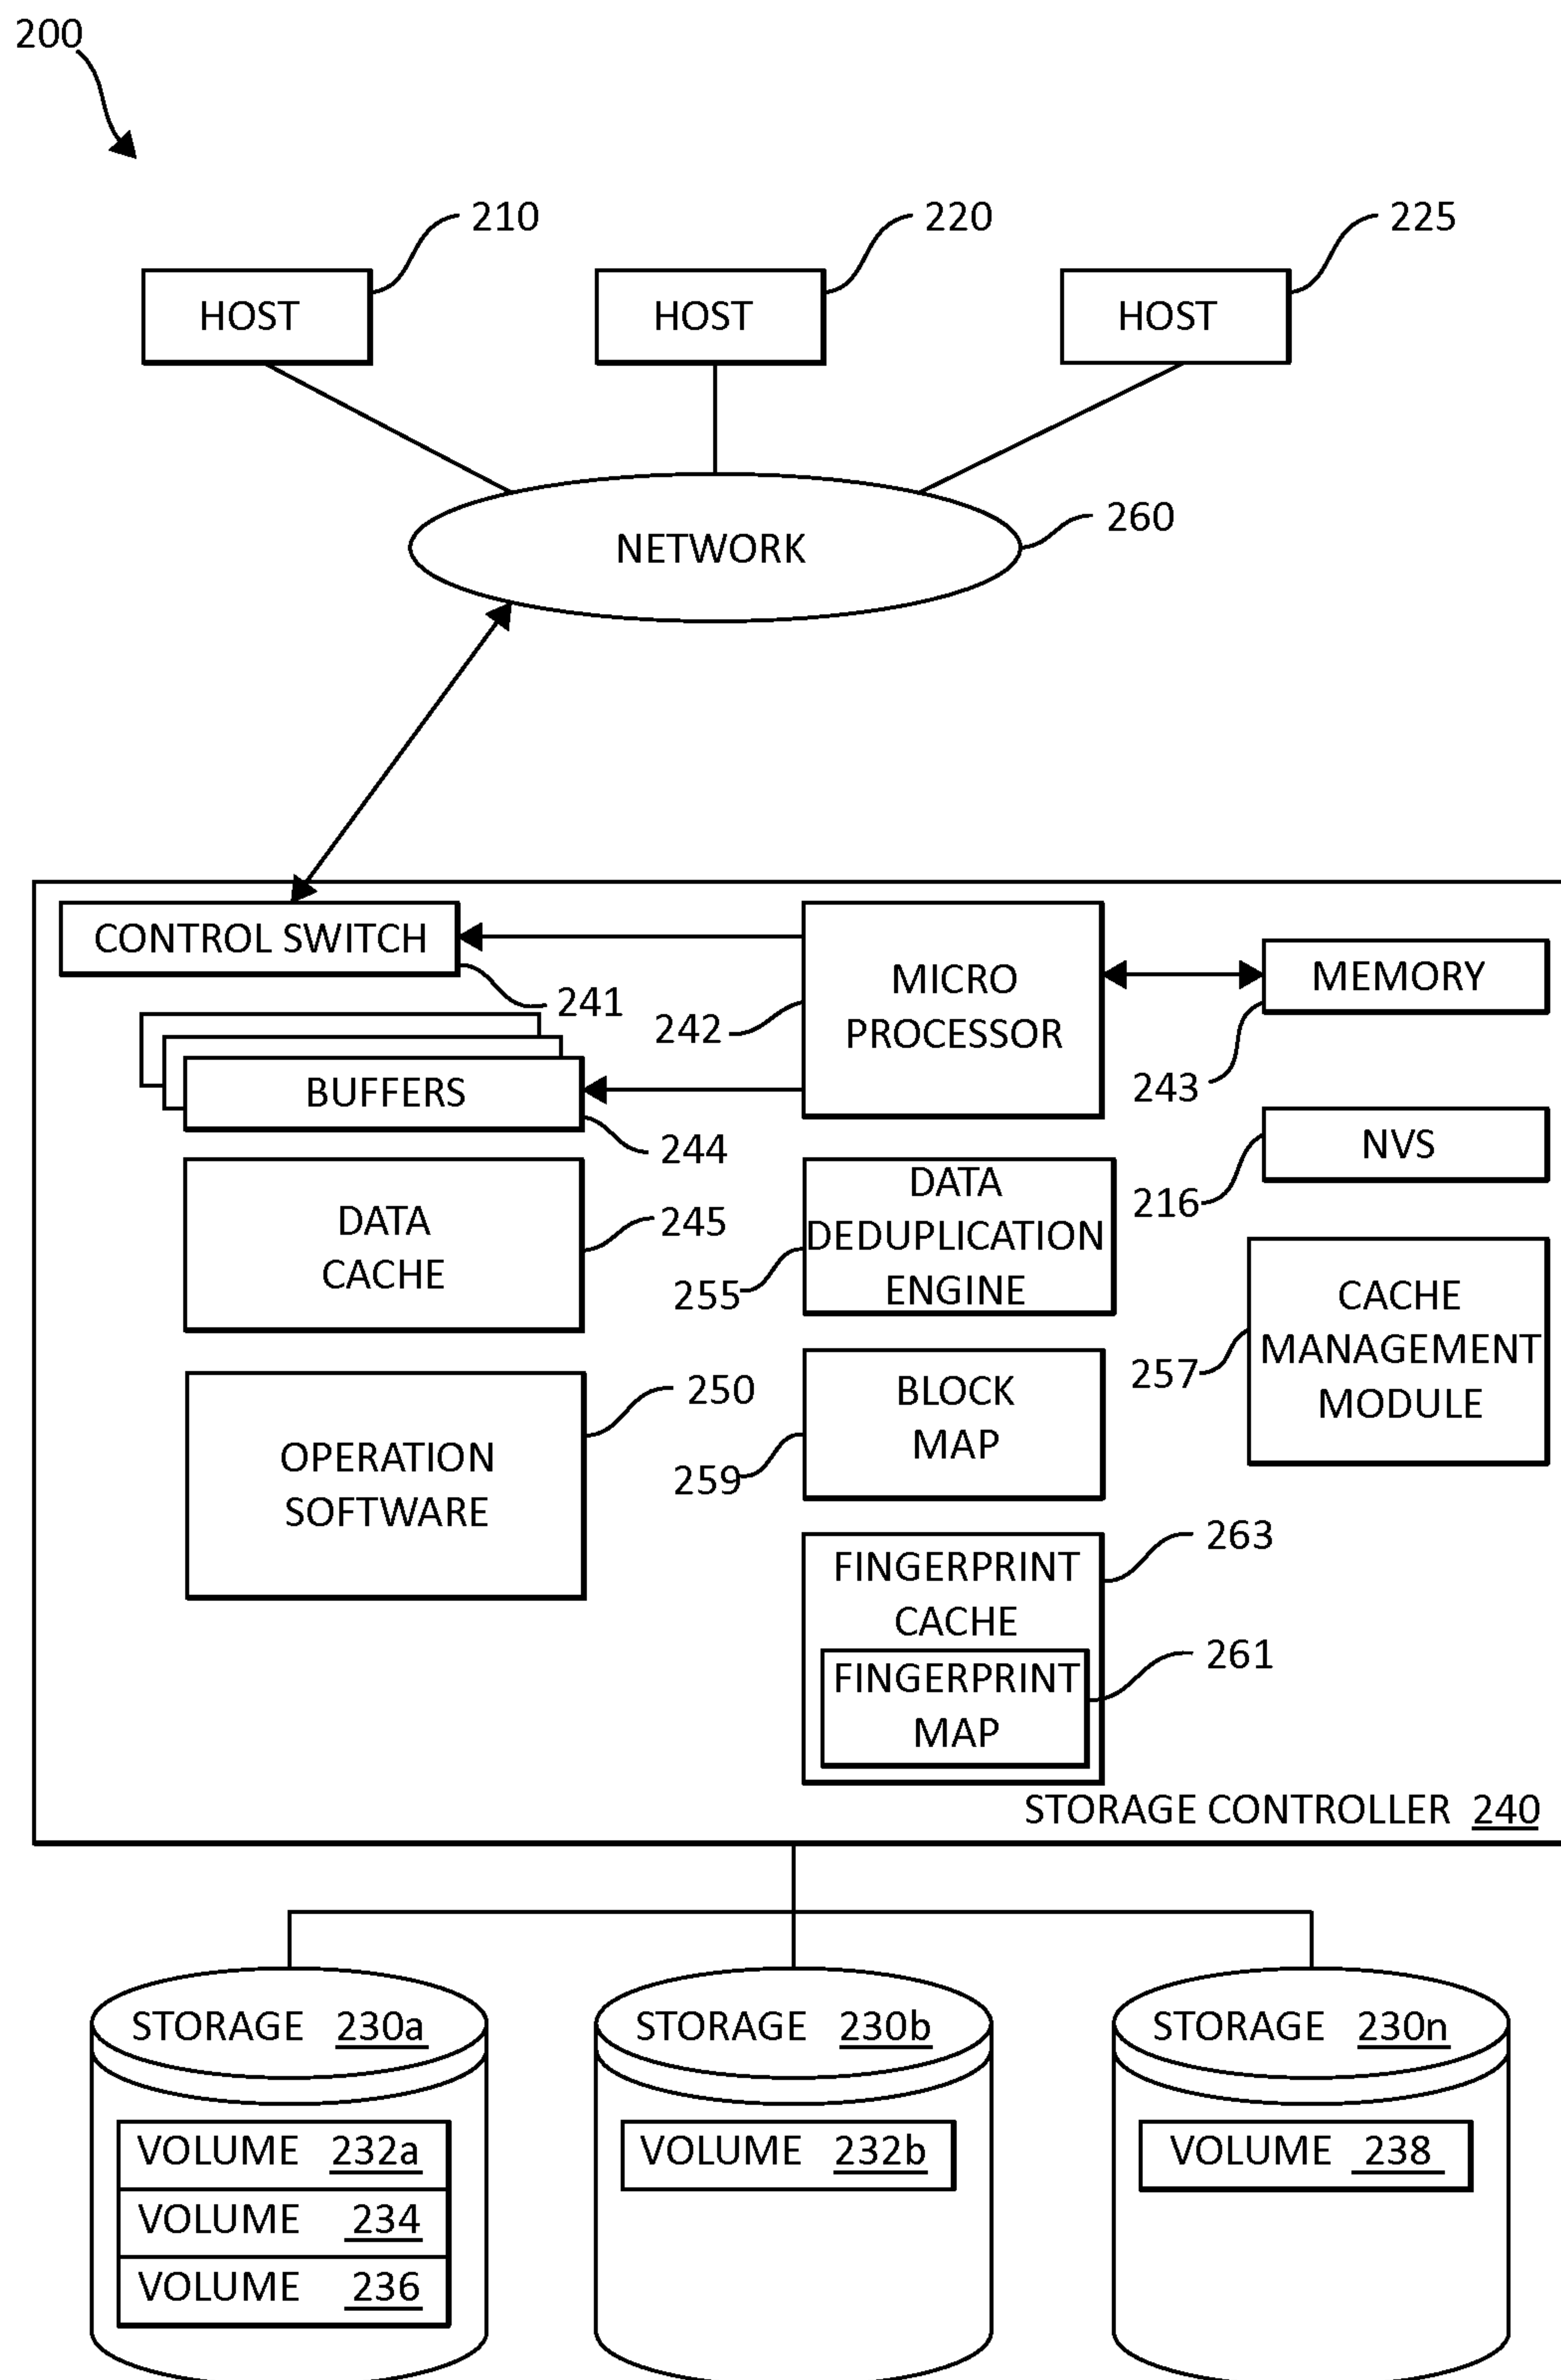 200
210
220
225
HOST
HOST
HOST
260
NETWORK
CONTROL SWITCH
241
MICRO
PROCESSOR
242
MEMORY
243
BUFFERS
244
NVS
216
DATA
CACHE
245
DATA
DEDUPLICATION
ENGINE
255
CACHE
MANAGEMENT
MODULE
257
OPERATION
SOFTWARE
250
BLOCK
MAP
259
FINGERPRINT
CACHE
263
FINGERPRINT
MAP
261
STORAGE CONTROLLER 240
STORAGE 230a
VOLUME 232a
VOLUME 234
VOLUME 236
STORAGE 230b
VOLUME 232b
STORAGE 230n
VOLUME 238